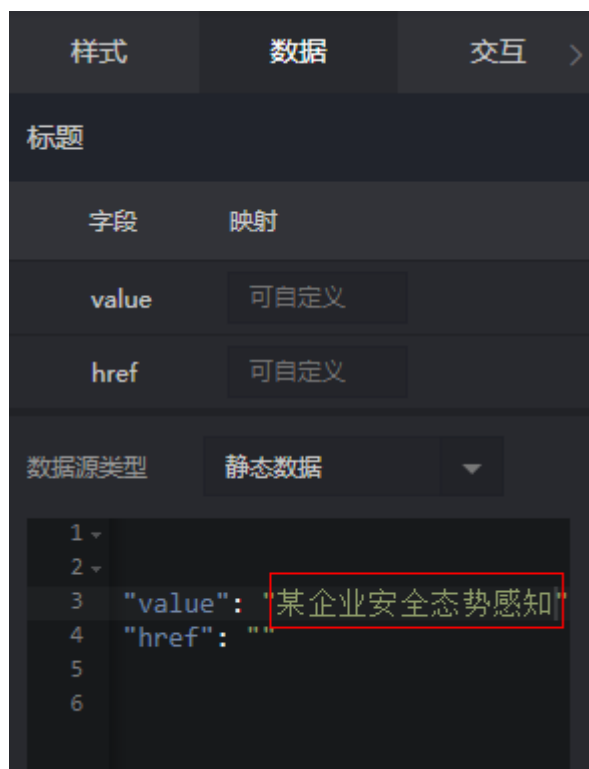 样式 数据 交互 >
标题
字段 映射
value 可自定义
href 可自定义
数据源类型 静态数据
1
2
3 "value": "某企业安全态势感知"
4 "href": ""
5
6